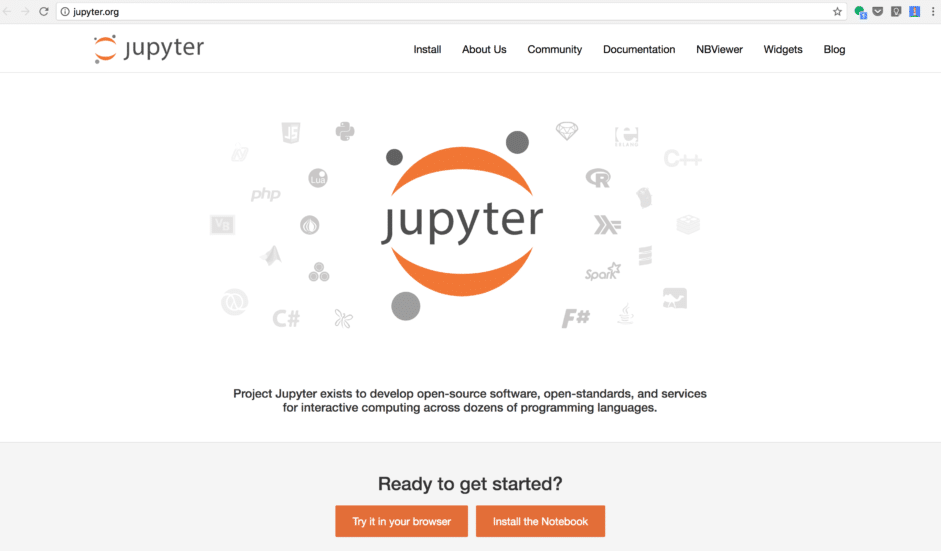 jupyter.org
jupyter
Install About Us Community Documentation NBViewer Widgets Blog
JS
ERLANG
C++
php
Lua
R
VB
jupyter
Spark
C#
F#
Project Jupyter exists to develop open-source software, open-standards, and services
for interactive computing across dozens of programming languages.
Ready to get started?
Try it in your browser
Install the Notebook